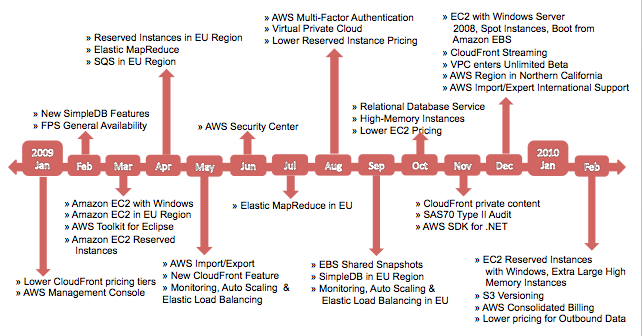 » Reserved Instances in EU Region
» Elastic MapReduce
» SQS in EU Region
» AWS Multi-Factor Authentication
» Virtual Private Cloud
» Lower Reserved Instance Pricing
» EC2 with Windows Server
2008, Spot Instances, Boot from
Amazon EBS
» CloudFront Streaming
» VPC enters Unlimited Beta
» AWS Region in Northern California
» AWS Import/Expert International Support
» New SimpleDB Features
» FPS General Availability
» AWS Security Center
» Relational Database Service
» High-Memory Instances
» Lower EC2 Pricing
2009
Jan
Feb
Mar
Apr
May
Jun
Jul
Aug
Sep
Oct
Nov
Dec
2010
Jan
Feb
» Amazon EC2 with Windows
» Amazon EC2 in EU Region
» AWS Toolkit for Eclipse
» Amazon EC2 Reserved
Instances
» Elastic MapReduce in EU
» CloudFront private content
» SAS70 Type II Audit
» AWS SDK for .NET
» Lower CloudFront pricing tiers
» AWS Management Console
» AWS Import/Export
» New CloudFront Feature
» Monitoring, Auto Scaling &
Elastic Load Balancing
» EBS Shared Snapshots
» SimpleDB in EU Region
» Monitoring, Auto Scaling &
Elastic Load Balancing in EU
» EC2 Reserved Instances
with Windows, Extra Large High
Memory Instances
» S3 Versioning
» AWS Consolidated Billing
» Lower pricing for Outbound Data